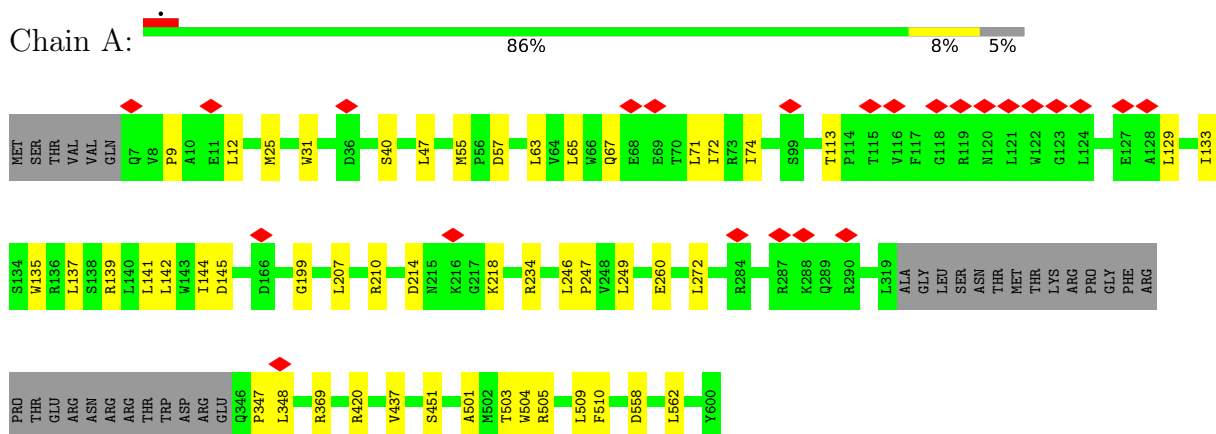 Chain A:
86% 8% 5%
MET SER THR VAL VAL GLN Q7 V8 P9 A10 E11 L12 M25 W31 D36 S40 L47 M55 P56 D57 L63 V64 L65 W66 Q67 E68 E69 T70 L71 I72 R73 I74 S99 T113 P114 T115 V116 F117 G118 R119 N120 L121 W122 G123 L124 E127 A128 L129 I133
S134 W135 R136 L137 S138 R139 L140 L141 L142 W143 I144 D145 D166 G199 L207 R210 D214 N215 K216 G217 K218 R234 L246 P247 V248 L249 E260 L272 R284 R287 K288 Q289 R290 L319 ALA GLY LEU SER ASN THR MET THR LYS ARG PRO GLY PHE ARG
PRO THR GLU ARG ASN ARG ARG THR TRP ASP ARG GLU Q346 P347 L348 R369 R420 V437 S451 A501 M502 T503 W504 R505 L509 F510 D558 L562 Y600